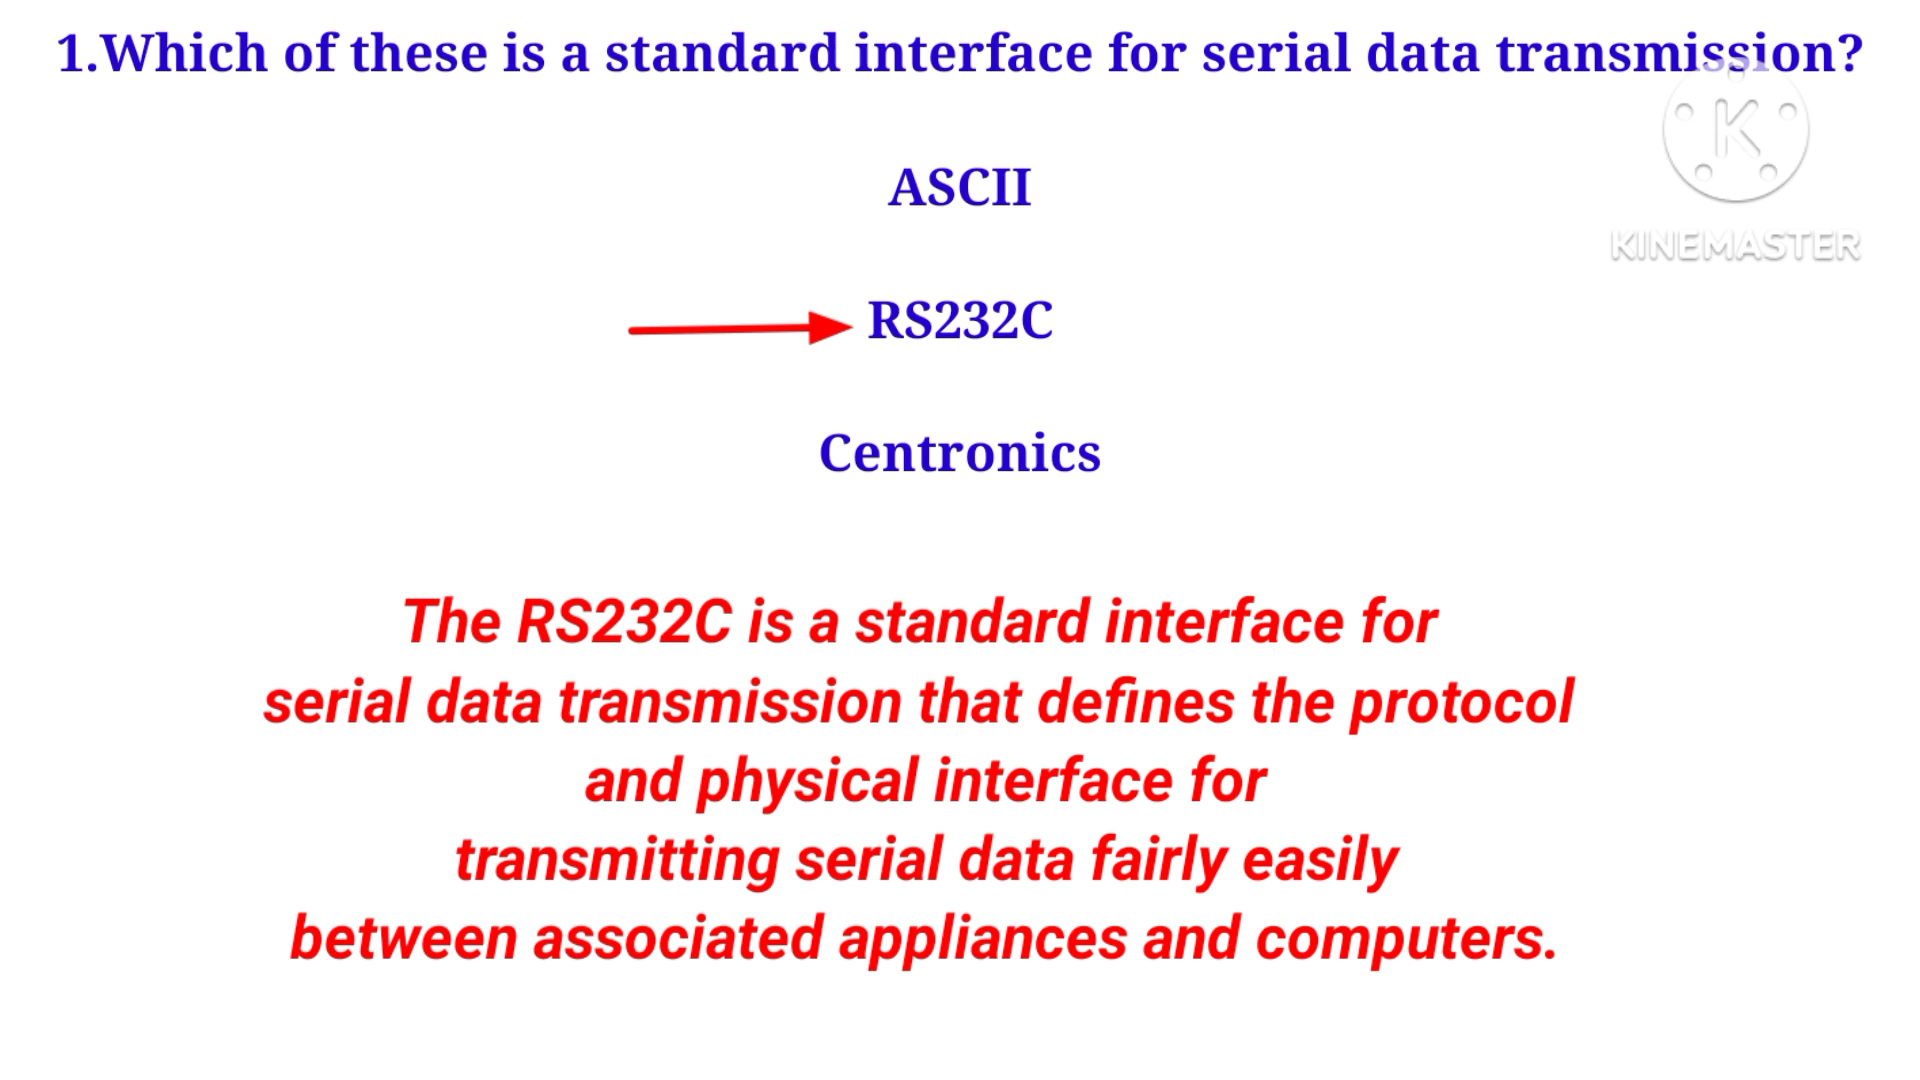 1.Which of these is a standard interface for serial data transmission?
K
KINEMASTER
ASCII
RS232C
Centronics
The RS232C is a standard interface for
serial data transmission that defines the protocol
and physical interface for
transmitting serial data fairly easily
between associated appliances and computers.